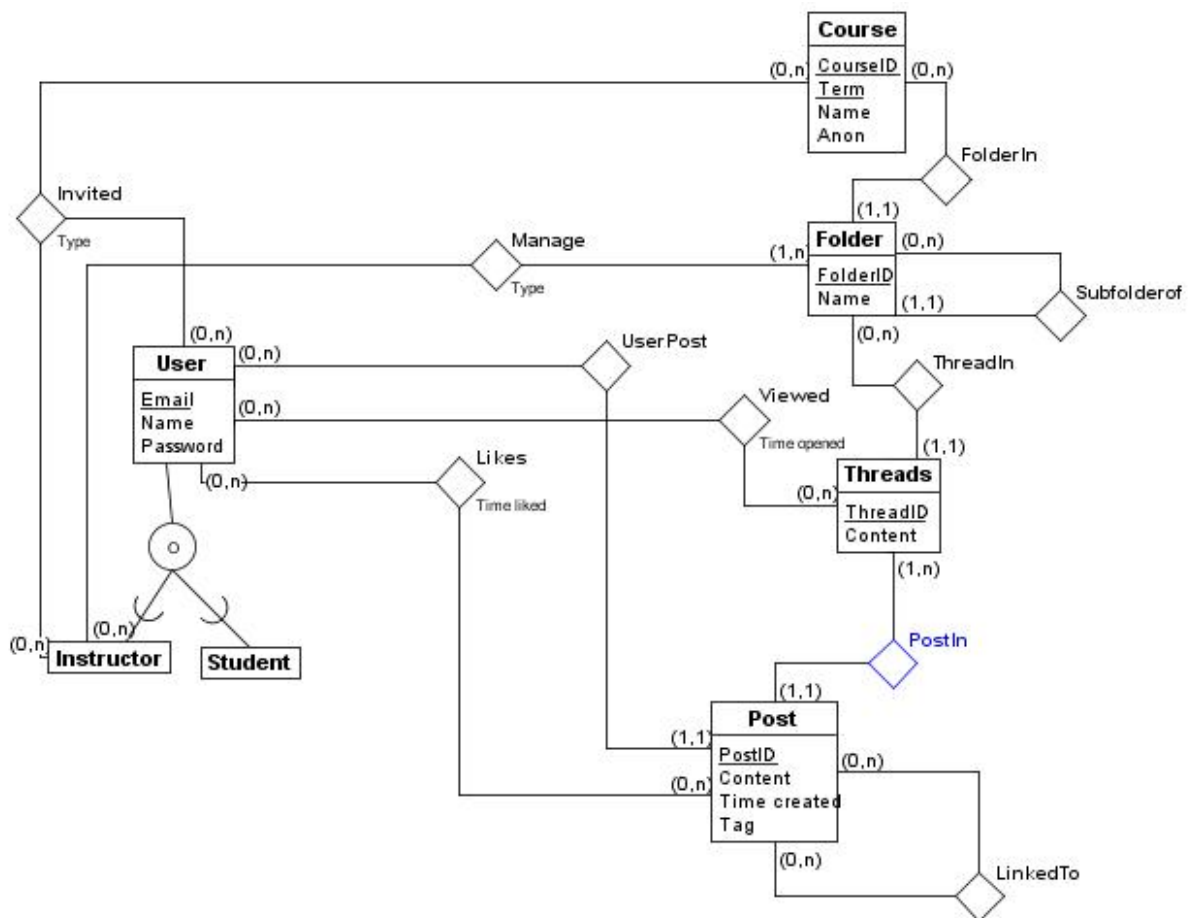 Course
(0,n)
CourseID
(0,n)
Term
Name
Anon
FolderIn
Invited
Type
(1,1)
Manage
Type
(1,n)
Folder
(0,n)
FolderID
Name
(1,1)
Subfolderof
(0,n)
(0,n)
User
(0,n)
UserPost
ThreadIn
Email
(0,n)
Viewed
Time opened
Name
Password
(1,1)
(0,n)
Likes
Time liked
(0,n)
Threads
ThreadID
Content
o
(1,n)
(0,n)
(0,n)
Instructor
Student
PostIn
(1,1)
Post
(1,1)
PostID
(0,n)
Content
(0,n)
Time created
Tag
(0,n)
LinkedTo